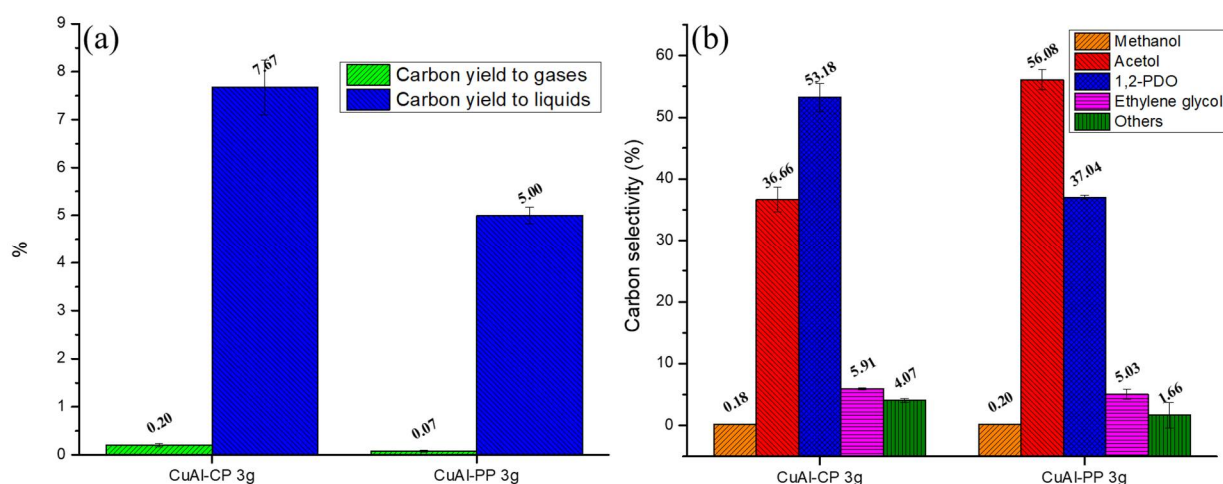 (a)
Carbon yield to gases
Carbon yield to liquids
%
9
8
7
6
5
4
3
2
1
0
0.20
7.67
0.07
5.00
CuAl-CP 3g
CuAl-PP 3g
(b)
Methanol
Acetol
1,2-PDO
Ethylene glycol
Others
Carbon selectivity (%)
60
50
40
30
20
10
0
0.18
36.66
53.18
5.91
4.07
0.20
56.08
37.04
5.03
1.66
CuAl-CP 3g
CuAl-PP 3g